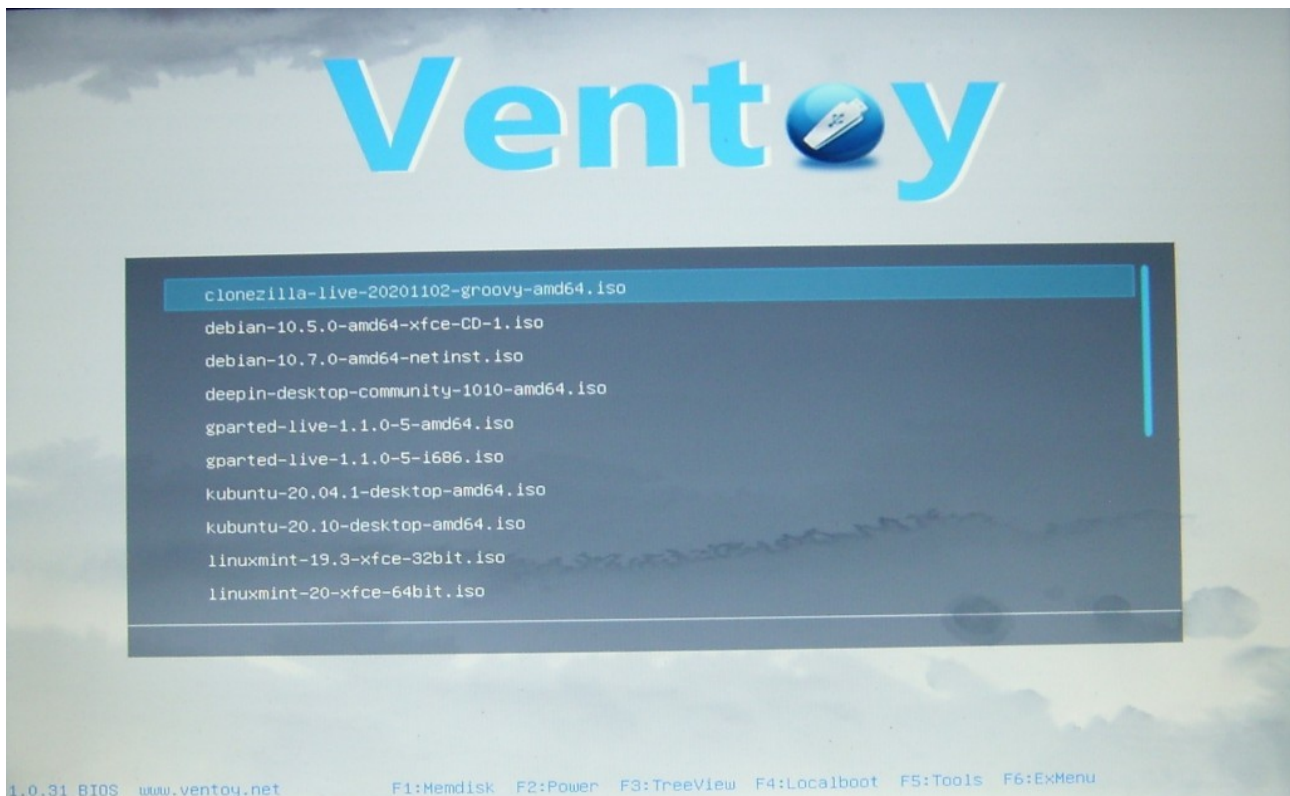 Ventoy
clonezilla-live-20201102-groovy-amd64.iso
debian-10.5.0-amd64-xfce-CD-1.iso
debian-10.7.0-amd64-netinst.iso
deepin-desktop-community-1010-amd64.iso
gparted-live-1.1.0-5-amd64.iso
gparted-live-1.1.0-5-i686.iso
kubuntu-20.04.1-desktop-amd64.iso
kubuntu-20.10-desktop-amd64.iso
linuxmint-19.3-xfce-32bit.iso
linuxmint-20-xfce-64bit.iso
1.0.31 BIOS www.ventoy.net F1:Memdisk F2:Power F3:TreeView F4:Localboot F5:Tools F6:ExMenu